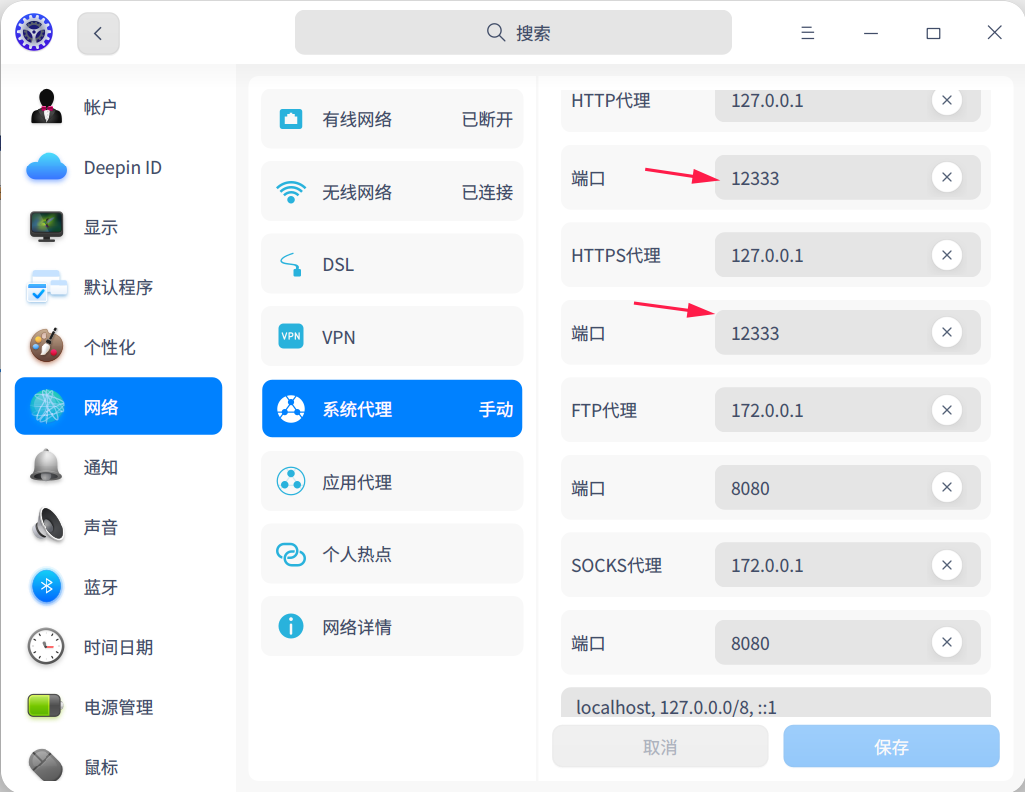 搜索
帐户
Deepin ID
显示
默认程序
个性化
网络
通知
声音
蓝牙
时间日期
电源管理
鼠标
有线网络 已断开
无线网络 已连接
DSL
VPN VPN
系统代理 手动
应用代理
个人热点
网络详情
HTTP代理 127.0.0.1
端口 12333
HTTPS代理 127.0.0.1
端口 12333
FTP代理 172.0.0.1
端口 8080
SOCKS代理 172.0.0.1
端口 8080
localhost, 127.0.0.0/8, ::1
取消 保存